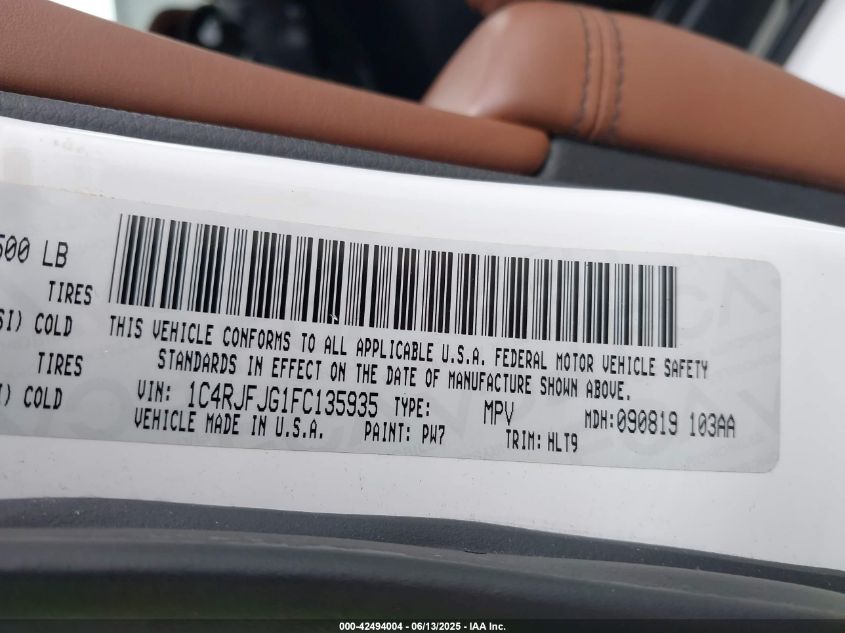 500 LB
TIRES
SI) COLD
TIRES
I) COLD
THIS VEHICLE CONFORMS TO ALL APPLICABLE U.S.A. FEDERAL MOTOR VEHICLE SAFETY
STANDARDS IN EFFECT ON THE DATE OF MANUFACTURE SHOWN ABOVE.
VIN: 1C4RJFJG1FC135935 TYPE: MPV MDH:090819 103AA
VEHICLE MADE IN U.S.A. PAINT: PW7 TRIM: HLT9
000-42494004 - 06/13/2025 - IAA Inc.